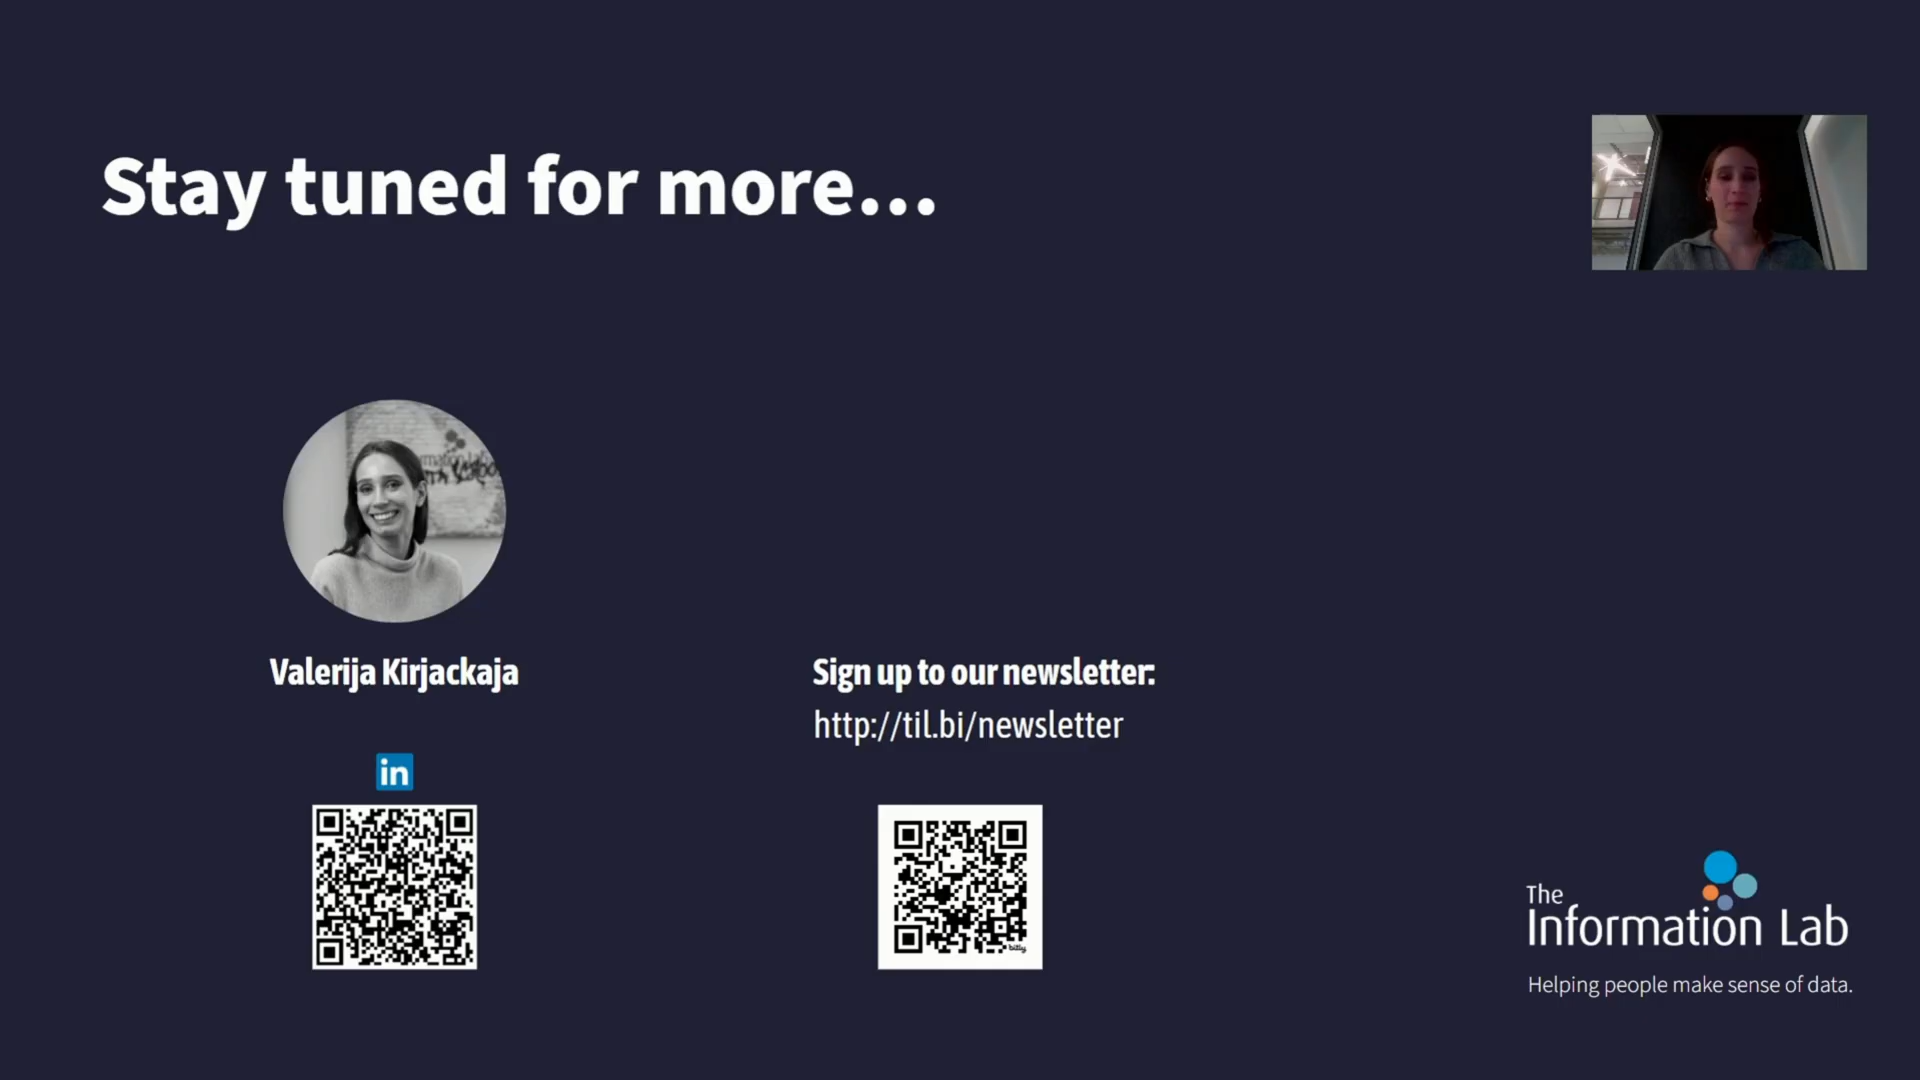 Stay tuned for more...
Valerija Kirjackaja
Sign up to our newsletter:
http://til.bi/newsletter
in
bitly
The
Information Lab
Helping people make sense of data.